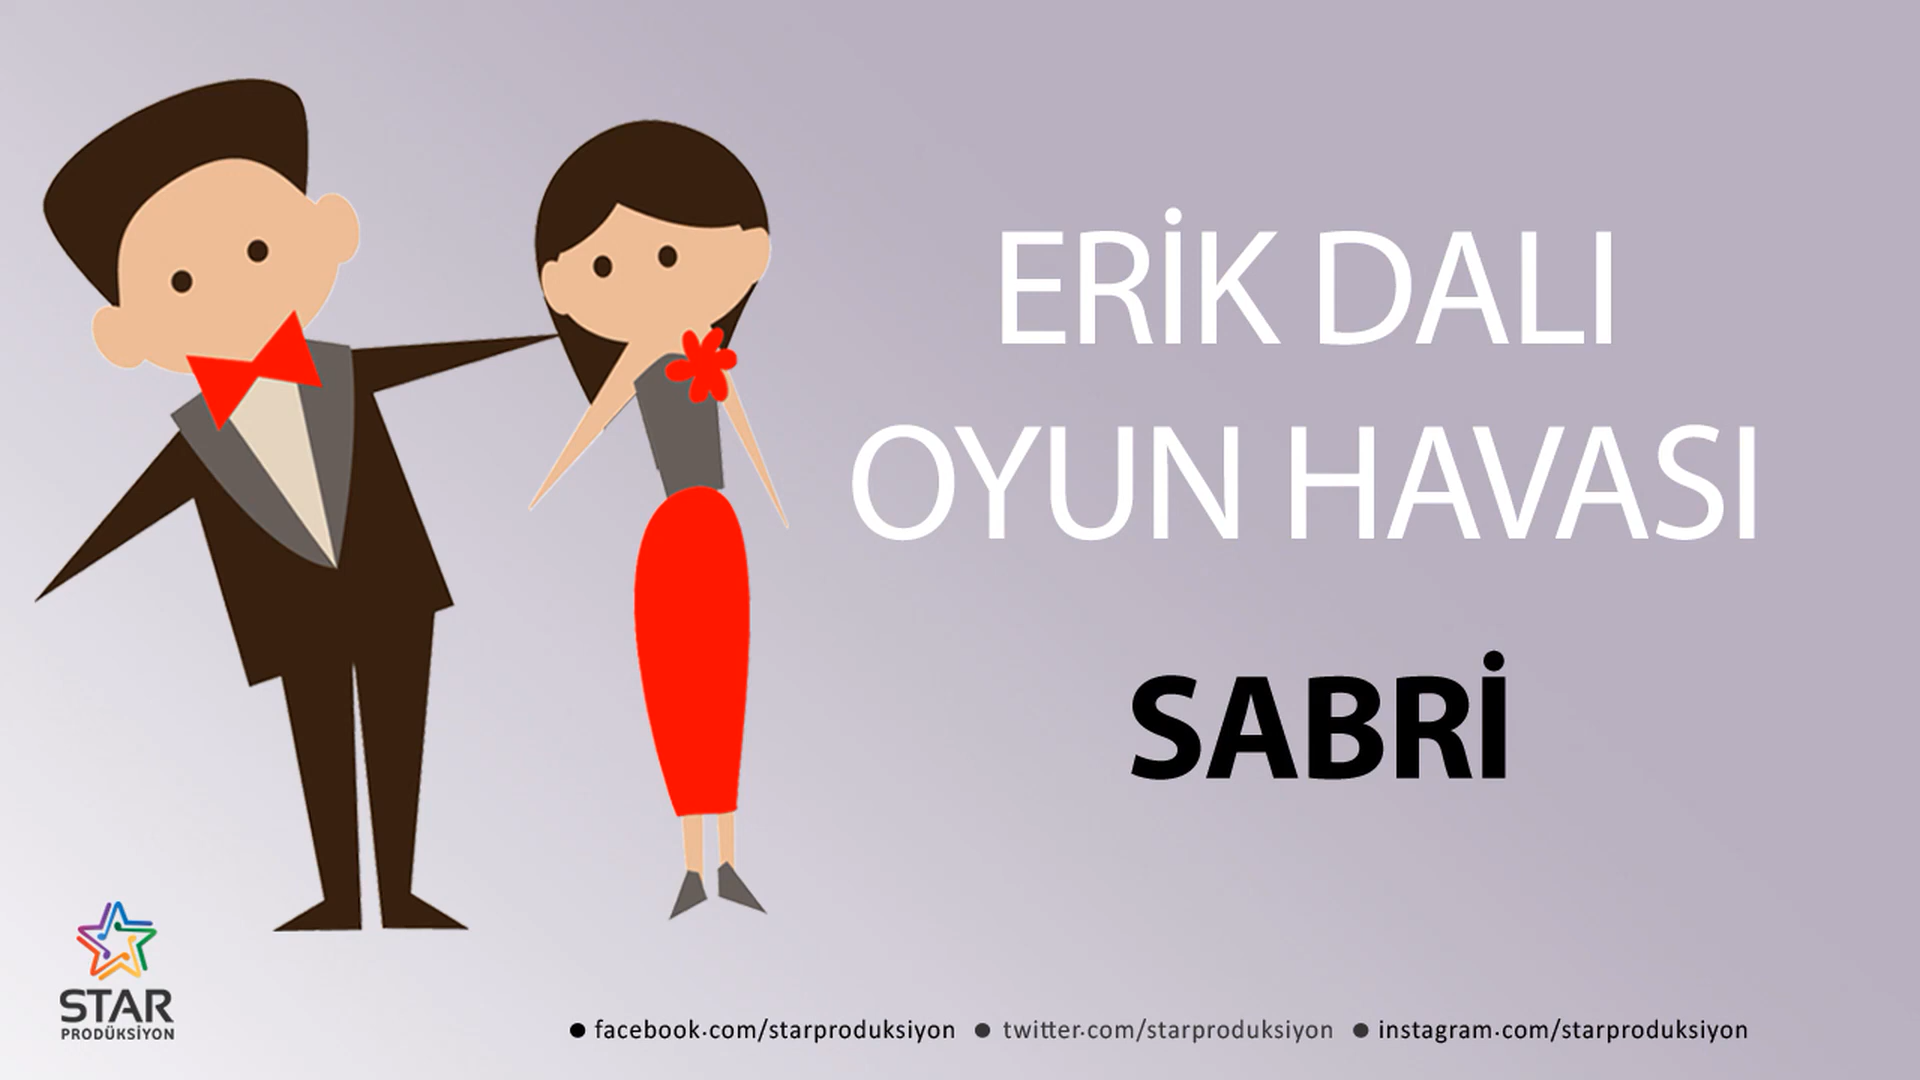 ERİK DALI
OYUN HAVASI
SABRİ
STAR
PRODÜKSİYON
● facebook.com/starproduksiyon ● twitter.com/starproduksiyon ● instagram.com/starproduksiyon